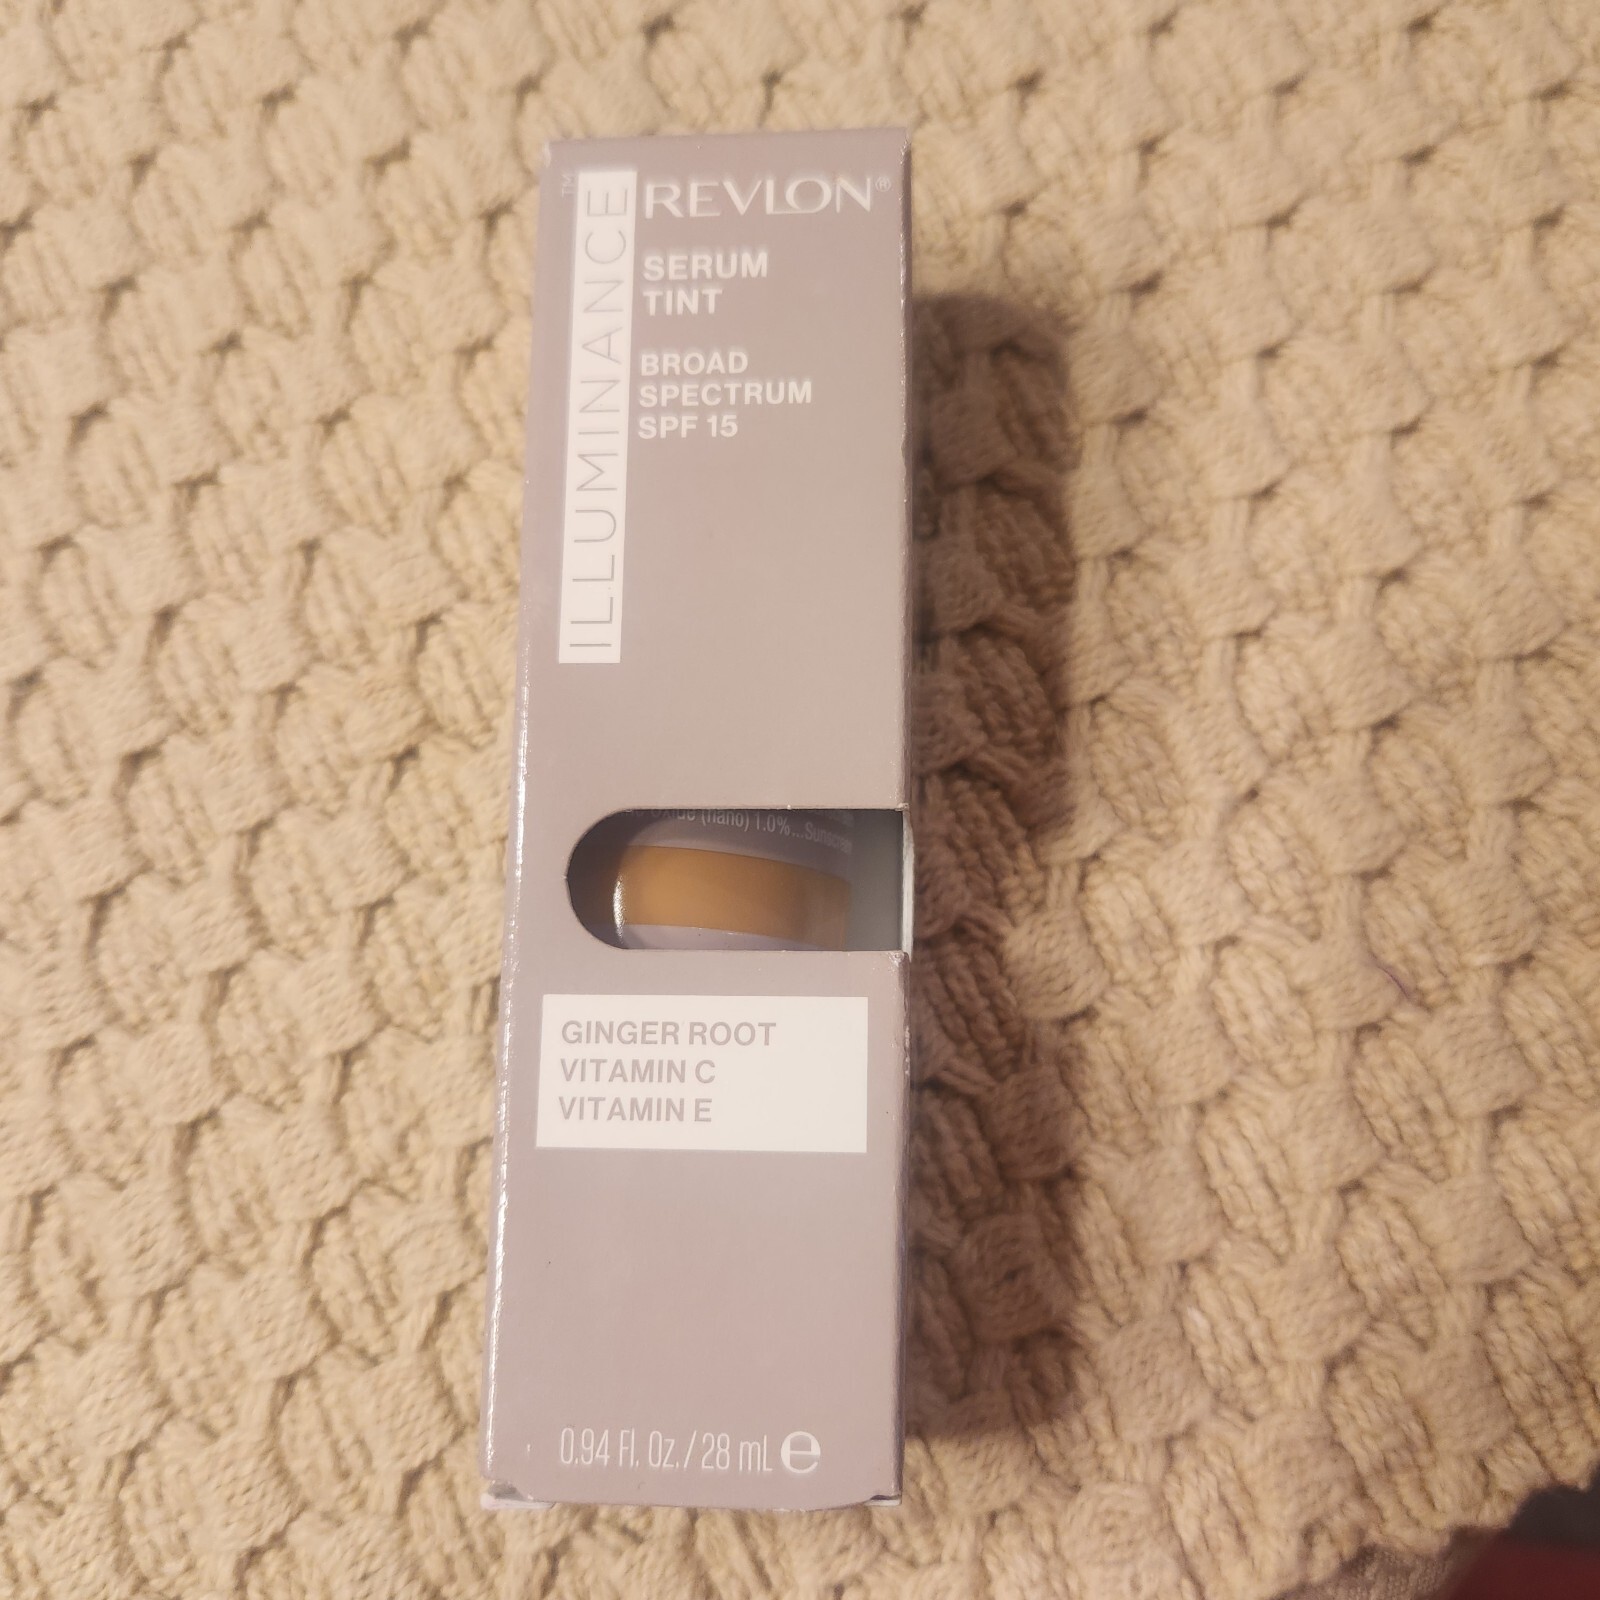 ILLUMINANCE™
REVLON®
SERUM
TINT
BROAD
SPECTRUM
SPF 15
Oxide (nano) 1.0%...Sunscreen
GINGER ROOT
VITAMIN C
VITAMIN E
0.94 Fl. Oz./28 mL ℮